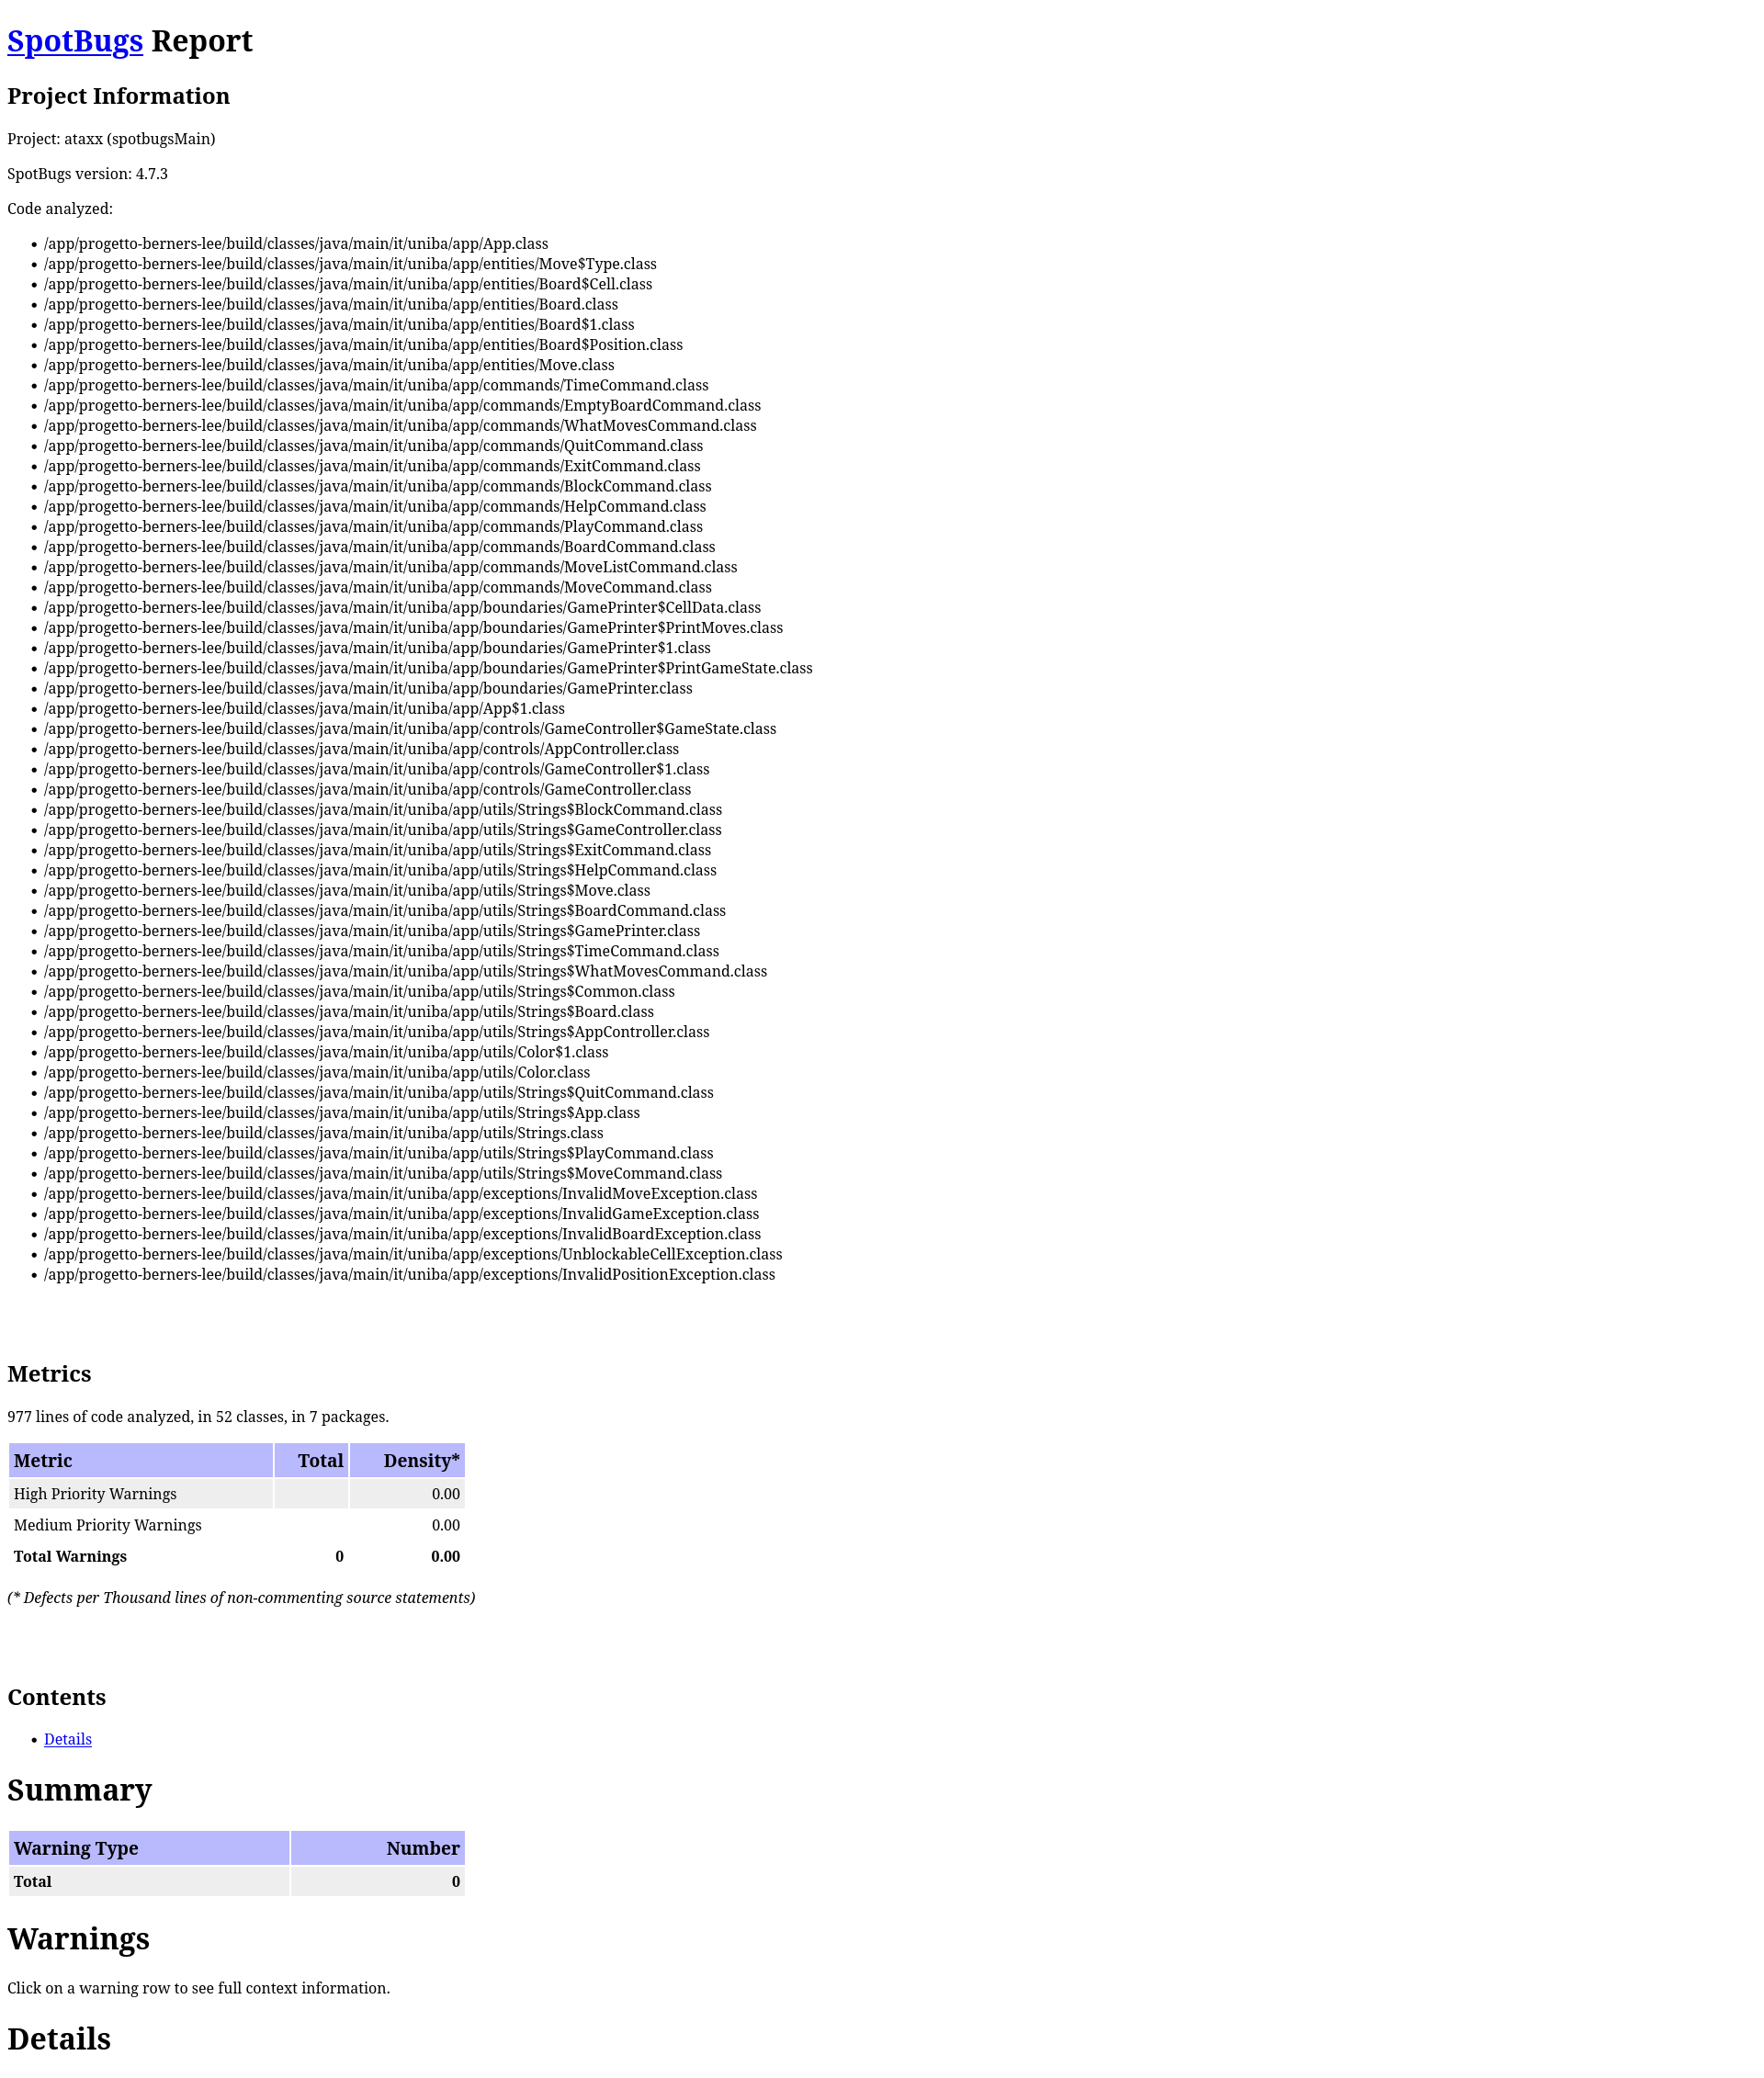 SpotBugs Report
Project Information
Project: ataxx (spotbugsMain)
SpotBugs version: 4.7.3
Code analyzed:
• /app/progetto-berners-lee/build/classes/java/main/it/uniba/app/App.class
• /app/progetto-berners-lee/build/classes/java/main/it/uniba/app/entities/Move$Type.class
• /app/progetto-berners-lee/build/classes/java/main/it/uniba/app/entities/Board$Cell.class
• /app/progetto-berners-lee/build/classes/java/main/it/uniba/app/entities/Board.class
• /app/progetto-berners-lee/build/classes/java/main/it/uniba/app/entities/Board$1.class
• /app/progetto-berners-lee/build/classes/java/main/it/uniba/app/entities/Board$Position.class
• /app/progetto-berners-lee/build/classes/java/main/it/uniba/app/entities/Move.class
• /app/progetto-berners-lee/build/classes/java/main/it/uniba/app/commands/TimeCommand.class
• /app/progetto-berners-lee/build/classes/java/main/it/uniba/app/commands/EmptyBoardCommand.class
• /app/progetto-berners-lee/build/classes/java/main/it/uniba/app/commands/WhatMovesCommand.class
• /app/progetto-berners-lee/build/classes/java/main/it/uniba/app/commands/QuitCommand.class
• /app/progetto-berners-lee/build/classes/java/main/it/uniba/app/commands/ExitCommand.class
• /app/progetto-berners-lee/build/classes/java/main/it/uniba/app/commands/BlockCommand.class
• /app/progetto-berners-lee/build/classes/java/main/it/uniba/app/commands/HelpCommand.class
• /app/progetto-berners-lee/build/classes/java/main/it/uniba/app/commands/PlayCommand.class
• /app/progetto-berners-lee/build/classes/java/main/it/uniba/app/commands/BoardCommand.class
• /app/progetto-berners-lee/build/classes/java/main/it/uniba/app/commands/MoveListCommand.class
• /app/progetto-berners-lee/build/classes/java/main/it/uniba/app/commands/MoveCommand.class
• /app/progetto-berners-lee/build/classes/java/main/it/uniba/app/boundaries/GamePrinter$CellData.class
• /app/progetto-berners-lee/build/classes/java/main/it/uniba/app/boundaries/GamePrinter$PrintMoves.class
• /app/progetto-berners-lee/build/classes/java/main/it/uniba/app/boundaries/GamePrinter$1.class
• /app/progetto-berners-lee/build/classes/java/main/it/uniba/app/boundaries/GamePrinter$PrintGameState.class
• /app/progetto-berners-lee/build/classes/java/main/it/uniba/app/boundaries/GamePrinter.class
• /app/progetto-berners-lee/build/classes/java/main/it/uniba/app/App$1.class
• /app/progetto-berners-lee/build/classes/java/main/it/uniba/app/controls/GameController$GameState.class
• /app/progetto-berners-lee/build/classes/java/main/it/uniba/app/controls/AppController.class
• /app/progetto-berners-lee/build/classes/java/main/it/uniba/app/controls/GameController$1.class
• /app/progetto-berners-lee/build/classes/java/main/it/uniba/app/controls/GameController.class
• /app/progetto-berners-lee/build/classes/java/main/it/uniba/app/utils/Strings$BlockCommand.class
• /app/progetto-berners-lee/build/classes/java/main/it/uniba/app/utils/Strings$GameController.class
• /app/progetto-berners-lee/build/classes/java/main/it/uniba/app/utils/Strings$ExitCommand.class
• /app/progetto-berners-lee/build/classes/java/main/it/uniba/app/utils/Strings$HelpCommand.class
• /app/progetto-berners-lee/build/classes/java/main/it/uniba/app/utils/Strings$Move.class
• /app/progetto-berners-lee/build/classes/java/main/it/uniba/app/utils/Strings$BoardCommand.class
• /app/progetto-berners-lee/build/classes/java/main/it/uniba/app/utils/Strings$GamePrinter.class
• /app/progetto-berners-lee/build/classes/java/main/it/uniba/app/utils/Strings$TimeCommand.class
• /app/progetto-berners-lee/build/classes/java/main/it/uniba/app/utils/Strings$WhatMovesCommand.class
• /app/progetto-berners-lee/build/classes/java/main/it/uniba/app/utils/Strings$Common.class
• /app/progetto-berners-lee/build/classes/java/main/it/uniba/app/utils/Strings$Board.class
• /app/progetto-berners-lee/build/classes/java/main/it/uniba/app/utils/Strings$AppController.class
• /app/progetto-berners-lee/build/classes/java/main/it/uniba/app/utils/Color$1.class
• /app/progetto-berners-lee/build/classes/java/main/it/uniba/app/utils/Color.class
• /app/progetto-berners-lee/build/classes/java/main/it/uniba/app/utils/Strings$QuitCommand.class
• /app/progetto-berners-lee/build/classes/java/main/it/uniba/app/utils/Strings$App.class
• /app/progetto-berners-lee/build/classes/java/main/it/uniba/app/utils/Strings.class
• /app/progetto-berners-lee/build/classes/java/main/it/uniba/app/utils/Strings$PlayCommand.class
• /app/progetto-berners-lee/build/classes/java/main/it/uniba/app/utils/Strings$MoveCommand.class
• /app/progetto-berners-lee/build/classes/java/main/it/uniba/app/exceptions/InvalidMoveException.class
• /app/progetto-berners-lee/build/classes/java/main/it/uniba/app/exceptions/InvalidGameException.class
• /app/progetto-berners-lee/build/classes/java/main/it/uniba/app/exceptions/InvalidBoardException.class
• /app/progetto-berners-lee/build/classes/java/main/it/uniba/app/exceptions/UnblockableCellException.class
• /app/progetto-berners-lee/build/classes/java/main/it/uniba/app/exceptions/InvalidPositionException.class
Metrics
977 lines of code analyzed, in 52 classes, in 7 packages.
Metric Total Density*
High Priority Warnings 0.00
Medium Priority Warnings 0.00
Total Warnings 0 0.00
(* Defects per Thousand lines of non-commenting source statements)
Contents
• Details
Summary
Warning Type Number
Total 0
Warnings
Click on a warning row to see full context information.
Details